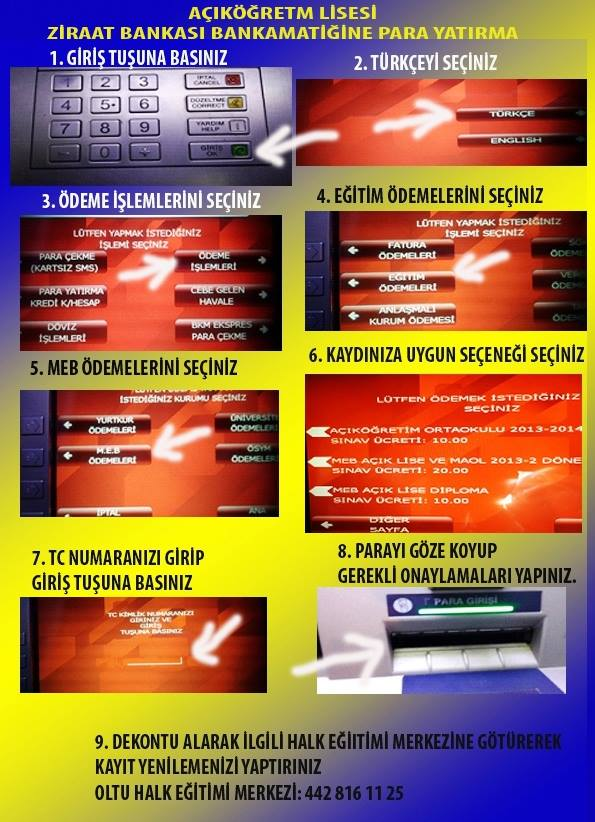 AÇIKÖĞRETM LİSESİ
ZİRAAT BANKASI BANKAMATİĞİNE PARA YATIRMA
1. GİRİŞ TUŞUNA BASINIZ
1 2 3 İPTAL CANCEL
4 5 6 DÜZELTME CORRECT
7 8 9 YARDIM HELP
0 GİRİŞ OK
2. TÜRKÇEYİ SEÇİNİZ
TÜRKÇE
ENGLISH
3. ÖDEME İŞLEMLERİNİ SEÇİNİZ
LÜTFEN YAPMAK İSTEDİĞİNİZ
İŞLEMİ SEÇİNİZ
PARA ÇEKME
(KARTSIZ SMS)
ÖDEME
İŞLEMLERİ
PARA YATIRMA
KREDİ K/HESAP
CEBE GELEN
HAVALE
DÖVİZ
İŞLEMLERİ
BKM EKSPRES
PARA ÇEKME
4. EĞİTİM ÖDEMELERİNİ SEÇİNİZ
LÜTFEN YAPMAK İSTEDİĞİNİZ
İŞLEMİ SEÇİNİZ
FATURA
ÖDEMELERİ
EĞİTİM
ÖDEMELERİ
ANLAŞMALI
KURUM ÖDEMESİ
5. MEB ÖDEMELERİNİ SEÇİNİZ
İSTEDİĞİNİZ KURUMU SEÇİNİZ
YURTKUR
ÖDEMELERİ
ÜNİVERSİT
ÖDEMELER
M.E.B
ÖDEMELERİ
ÖSYM
ÖDEMELER
İPTAL
ANA
6. KAYDINIZA UYGUN SEÇENEĞİ SEÇİNİZ
LÜTFEN ÖDEMEK İSTEDİĞİNİZ
SEÇİNİZ
AÇIKÖĞRETİM ORTAOKULU 2013-2014
SINAV ÜCRETİ: 10.00
MEB AÇIK LİSE VE MAOL 2013-2 DÖNE
SINAV ÜCRETİ: 20.00
MEB AÇIK LİSE DİPLOMA
SINAV ÜCRETİ: 10.00
DİĞER
SAYFA
7. TC NUMARANIZI GİRİP
GİRİŞ TUŞUNA BASINIZ
TC KİMLİK NUMARANIZI
GİRİNİZ VE
GİRİŞ
TUŞUNA BASINIZ
8. PARAYI GÖZE KOYUP
GEREKLİ ONAYLAMALARI YAPINIZ.
PARA GİRİŞİ
9. DEKONTU ALARAK İLGİLİ HALK EĞİİTİMİ MERKEZİNE GÖTÜREREK
KAYIT YENİLEMENİZİ YAPTIRINIZ
OLTU HALK EĞİTİMİ MERKEZİ: 442 816 11 25